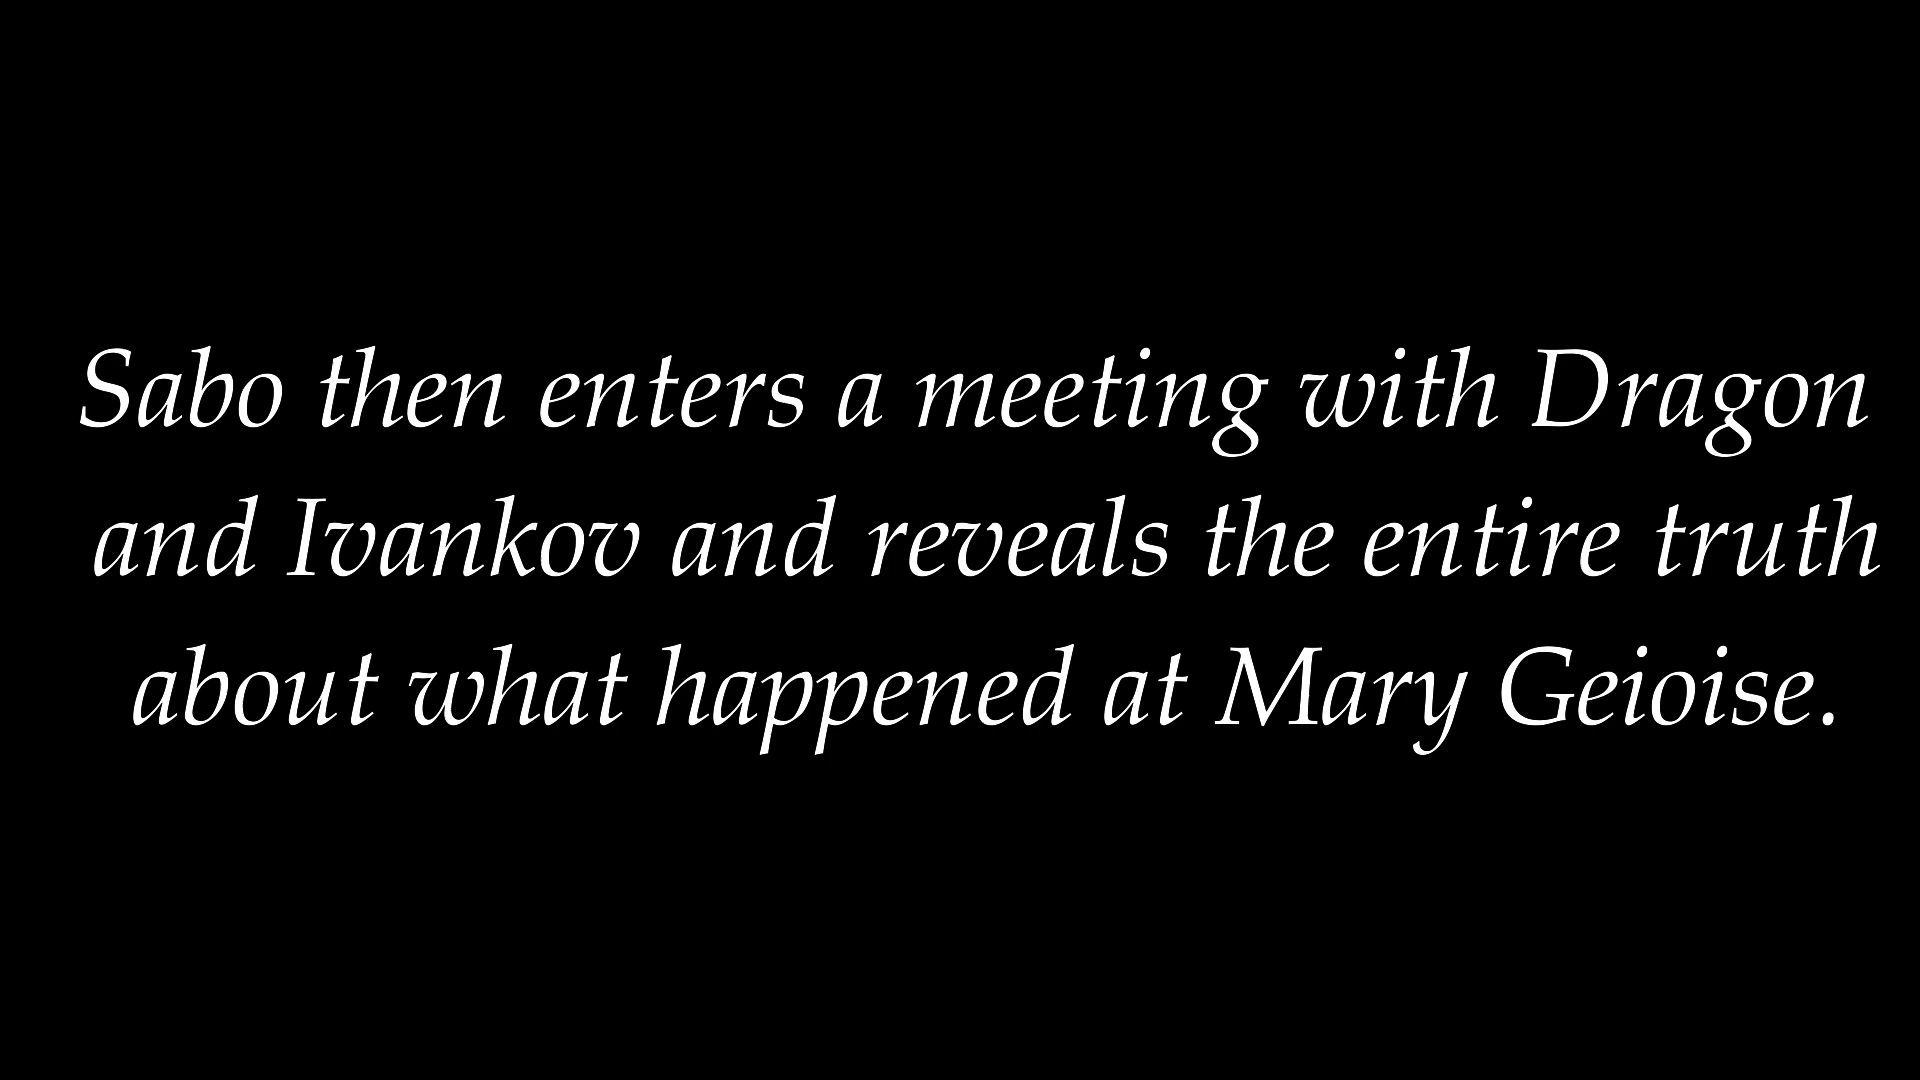 Sabo then enters a meeting with Dragon
and Ivankov and reveals the entire truth
about what happened at Mary Geioise.